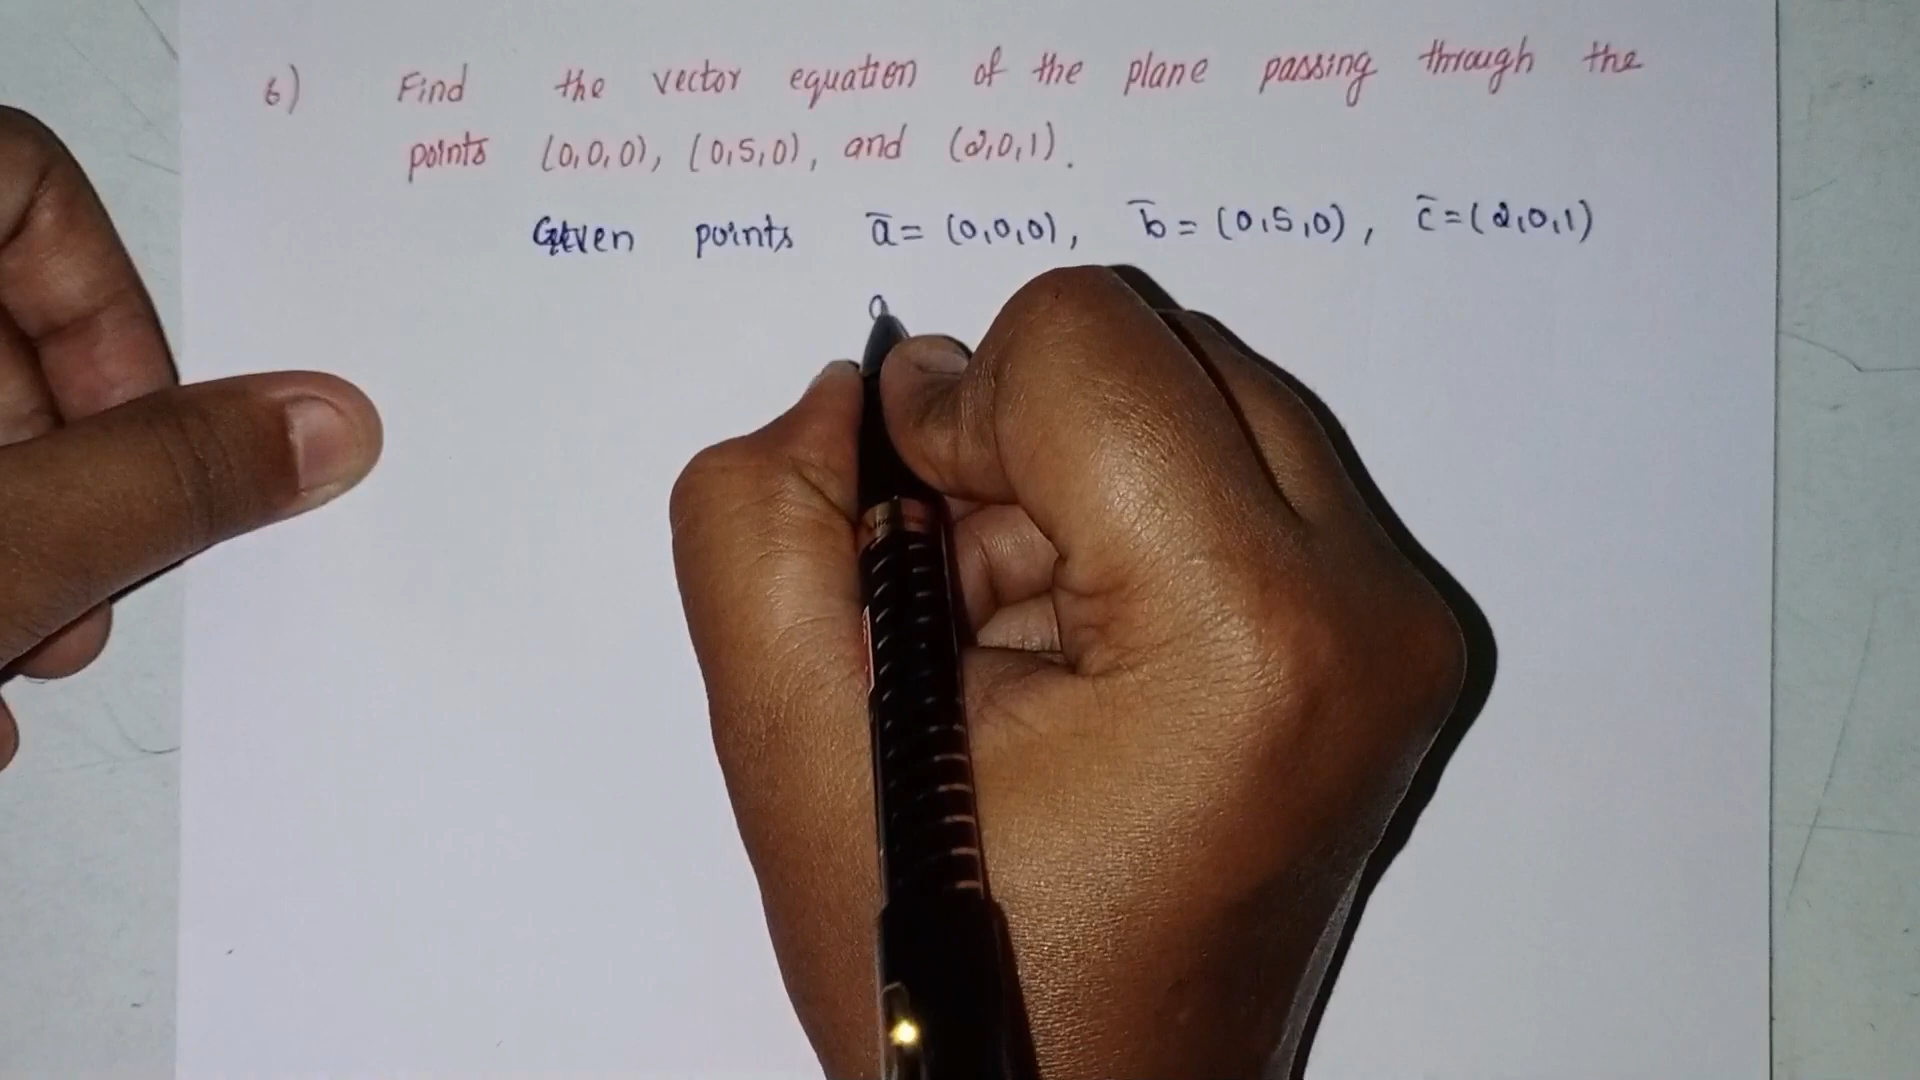 6) Find the vector equation of the plane passing through the
points (0,0,0), (0,5,0), and (2,0,1).
Given points a̅ = (0,0,0), b̅ = (0,5,0), c̅ = (2,0,1)
a